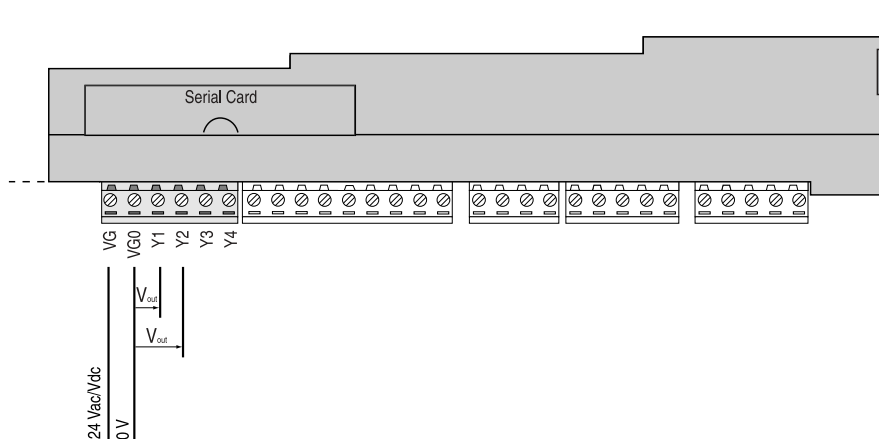 Serial Card
VG
VG0
Y1
Y2
Y3
Y4
Vout
Vout
24 Vac/Vdc
0 V